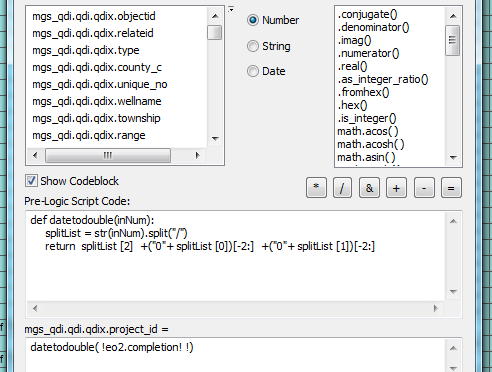 mgs_qdi.qdi.qdix.objectid
mgs_qdi.qdi.qdix.relateid
mgs_qdi.qdi.qdix.type
mgs_qdi.qdi.qdix.county_c
mgs_qdi.qdi.qdix.unique_no
mgs_qdi.qdi.qdix.wellname
mgs_qdi.qdi.qdix.township
mgs_qdi.qdi.qdix.range
Number
String
Date
.conjugate()
.denominator()
.imag()
.numerator()
.real()
.as_integer_ratio()
.fromhex()
.hex()
.is_integer()
math.acos( )
math.acosh( )
math.asin( )
Show Codeblock
* / & + - =
Pre-Logic Script Code:
def datetodouble(inNum):
splitList = str(inNum).split("/")
return splitList [2] +("0"+ splitList [0])[-2:] +("0"+ splitList [1])[-2:]
mgs_qdi.qdi.qdix.project_id =
datetodouble( !eo2.completion! !)